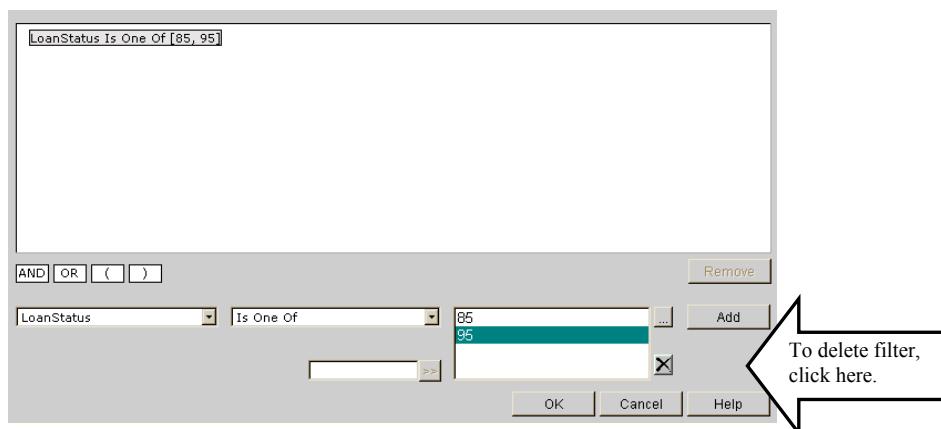 LoanStatus Is One Of [85, 95]
AND OR ( ) Remove
LoanStatus Is One Of 85 ... Add
95
>>
To delete filter,
click here.
OK Cancel Help